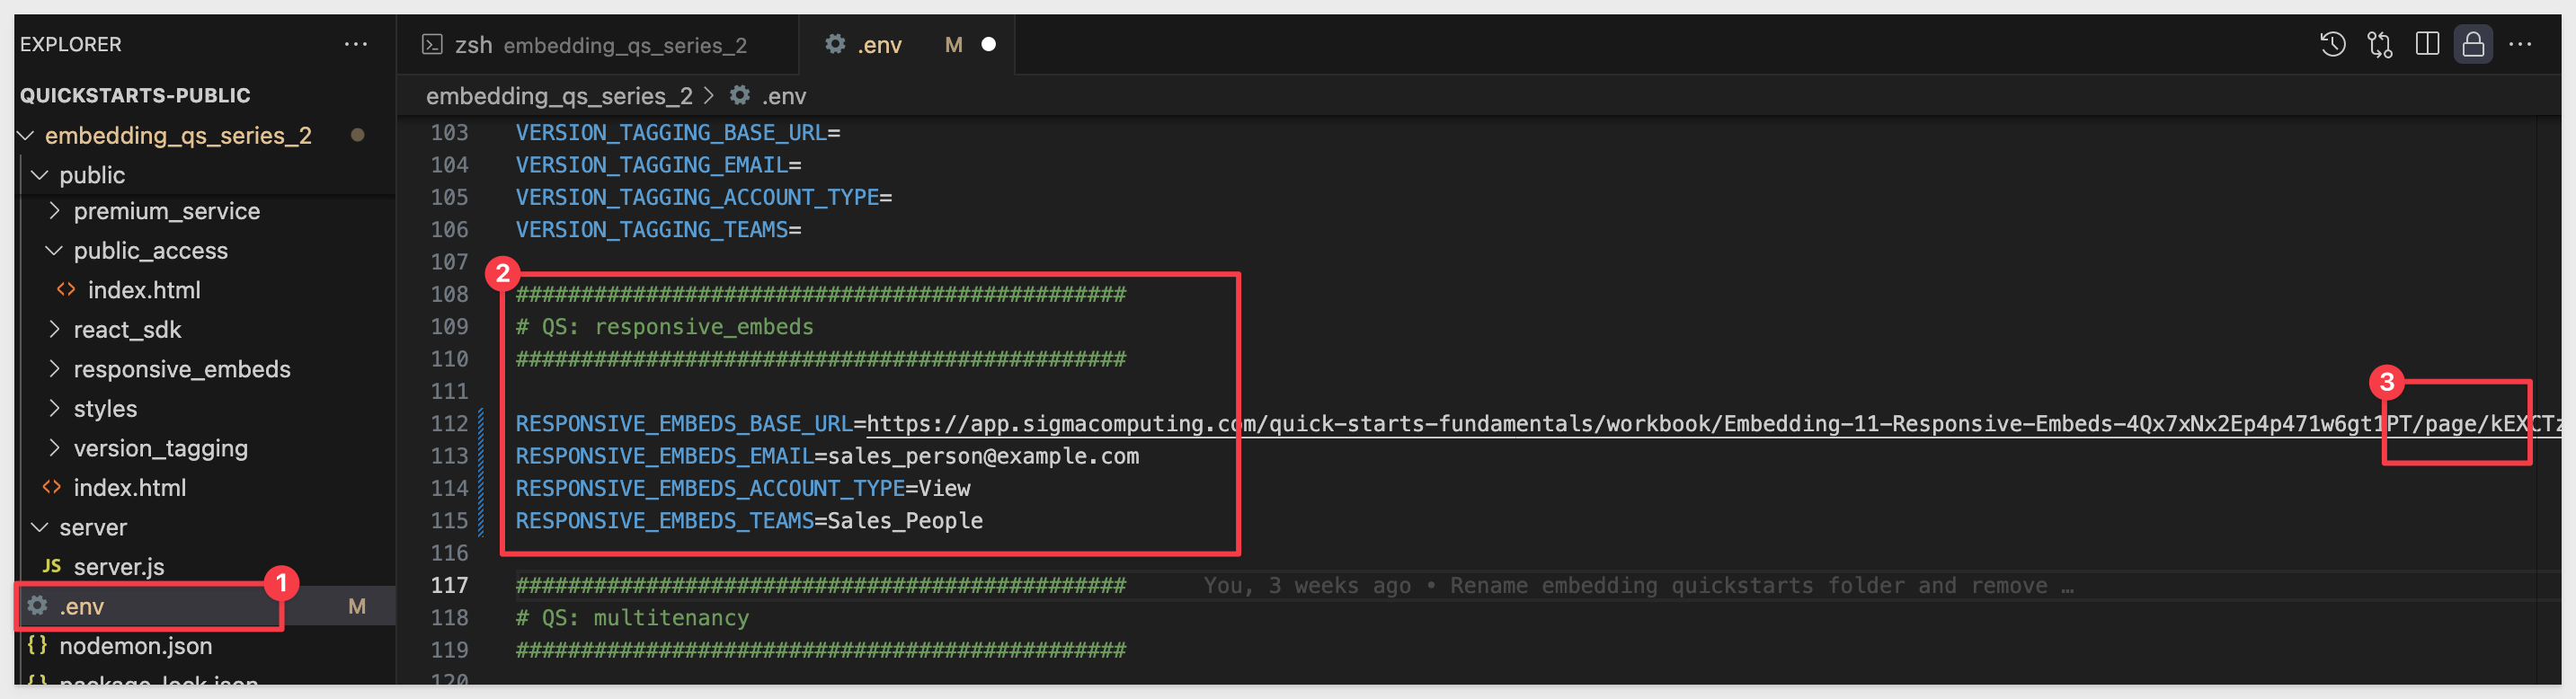 EXPLORER
QUICKSTARTS-PUBLIC
embedding_qs_series_2
public
premium_service
public_access
index.html
react_sdk
responsive_embeds
styles
version_tagging
index.html
server
JS server.js
.env M
1
nodemon.json
package-lock.json
zsh embedding_qs_series_2
.env M
embedding_qs_series_2 > .env
103 VERSION_TAGGING_BASE_URL=
104 VERSION_TAGGING_EMAIL=
105 VERSION_TAGGING_ACCOUNT_TYPE=
106 VERSION_TAGGING_TEAMS=
107
2
108 ###############################################
109 # QS: responsive_embeds
110 ###############################################
111
3
112 RESPONSIVE_EMBEDS_BASE_URL=https://app.sigmacomputing.com/quick-starts-fundamentals/workbook/Embedding-11-Responsive-Embeds-4Qx7xNx2Ep4p471w6gt1PT/page/kEXCTz
113 RESPONSIVE_EMBEDS_EMAIL=sales_person@example.com
114 RESPONSIVE_EMBEDS_ACCOUNT_TYPE=View
115 RESPONSIVE_EMBEDS_TEAMS=Sales_People
116
117 ############################################### You, 3 weeks ago • Rename embedding quickstarts folder and remove …
118 # QS: multitenancy
119 ###############################################
120